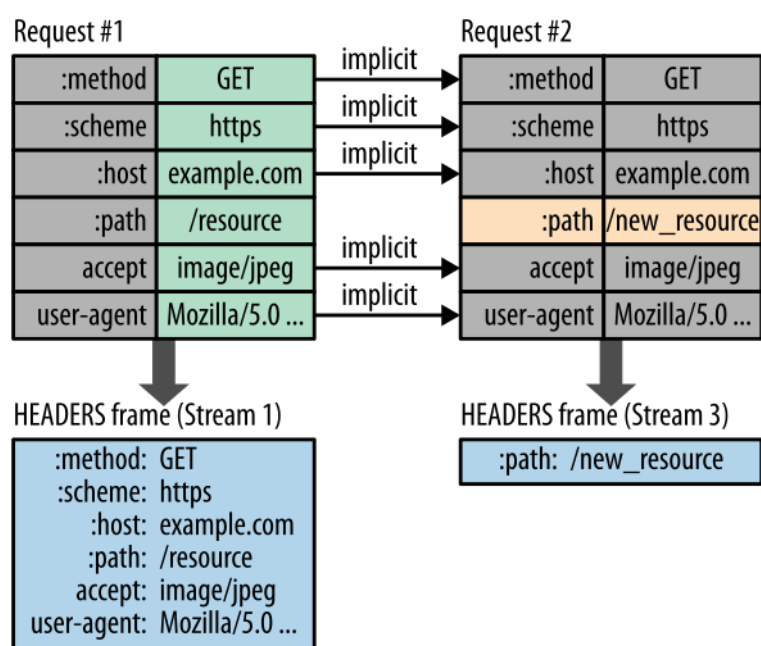 Request #1
:method GET
:scheme https
:host example.com
:path /resource
accept image/jpeg
user-agent Mozilla/5.0 ...
implicit
implicit
implicit
implicit
implicit
Request #2
:method GET
:scheme https
:host example.com
:path /new_resource
accept image/jpeg
user-agent Mozilla/5.0 ...
HEADERS frame (Stream 1)
:method: GET
:scheme: https
:host: example.com
:path: /resource
accept: image/jpeg
user-agent: Mozilla/5.0 ...
HEADERS frame (Stream 3)
:path: /new_resource